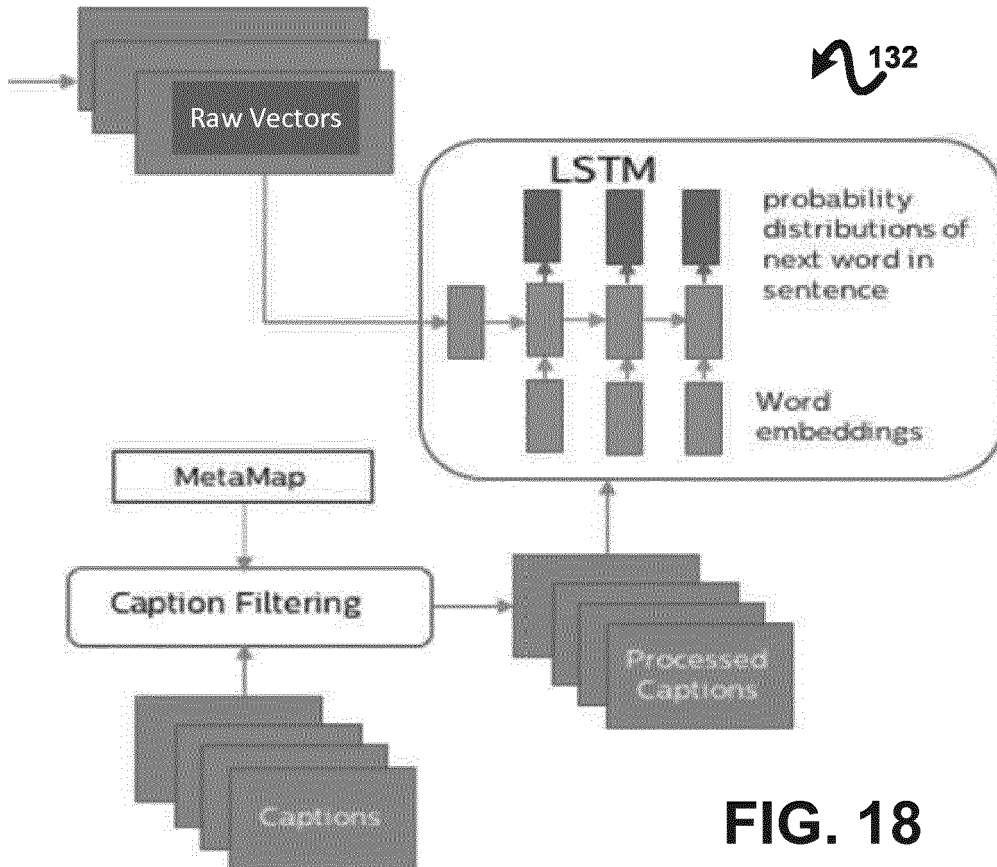 132
Raw Vectors
LSTM
probability
distributions of
next word in
sentence
Word
embeddings
MetaMap
Caption Filtering
Processed
Captions
Captions
FIG. 18